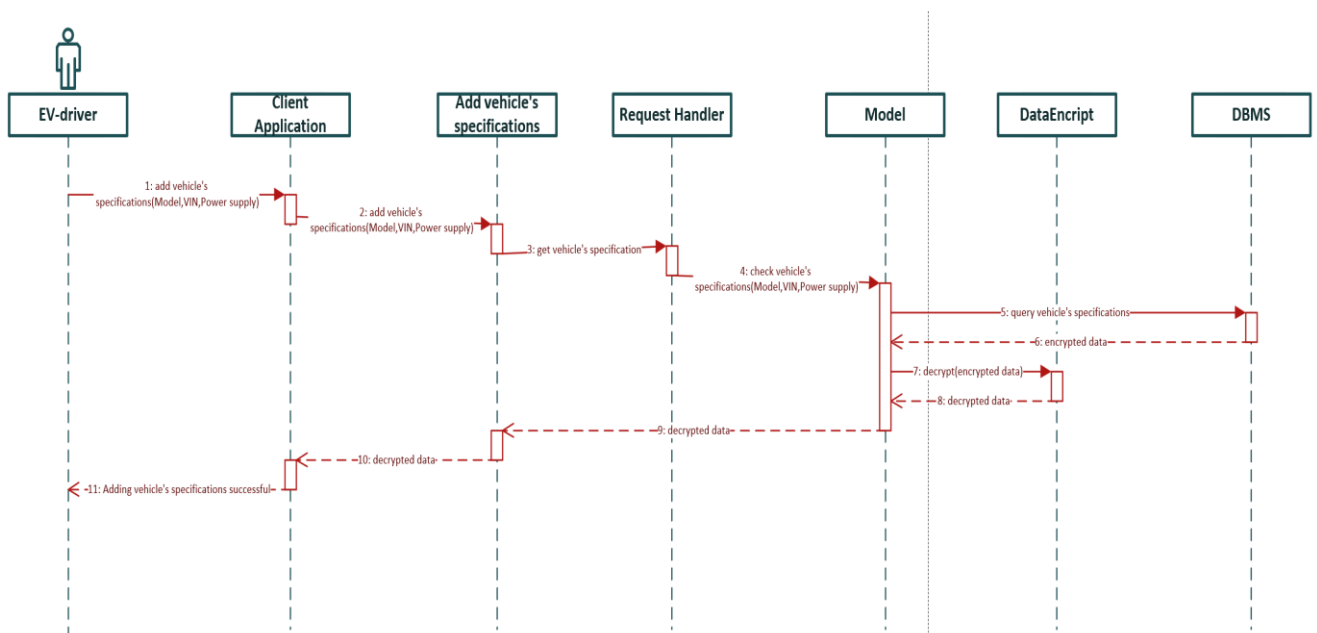 EV-driver
Client
Application
Add vehicle's
specifications
Request Handler
Model
DataEncript
DBMS
1: add vehicle's
specifications(Model,VIN,Power supply)
2: add vehicle's
specifications(Model,VIN,Power supply)
3: get vehicle's specification
4: check vehicle's
specifications(Model,VIN,Power supply)
5: query vehicle's specifications
6: encrypted data
7: decrypt(encrypted data)
8: decrypted data
9: decrypted data
10: decrypted data
11: Adding vehicle's specifications successful